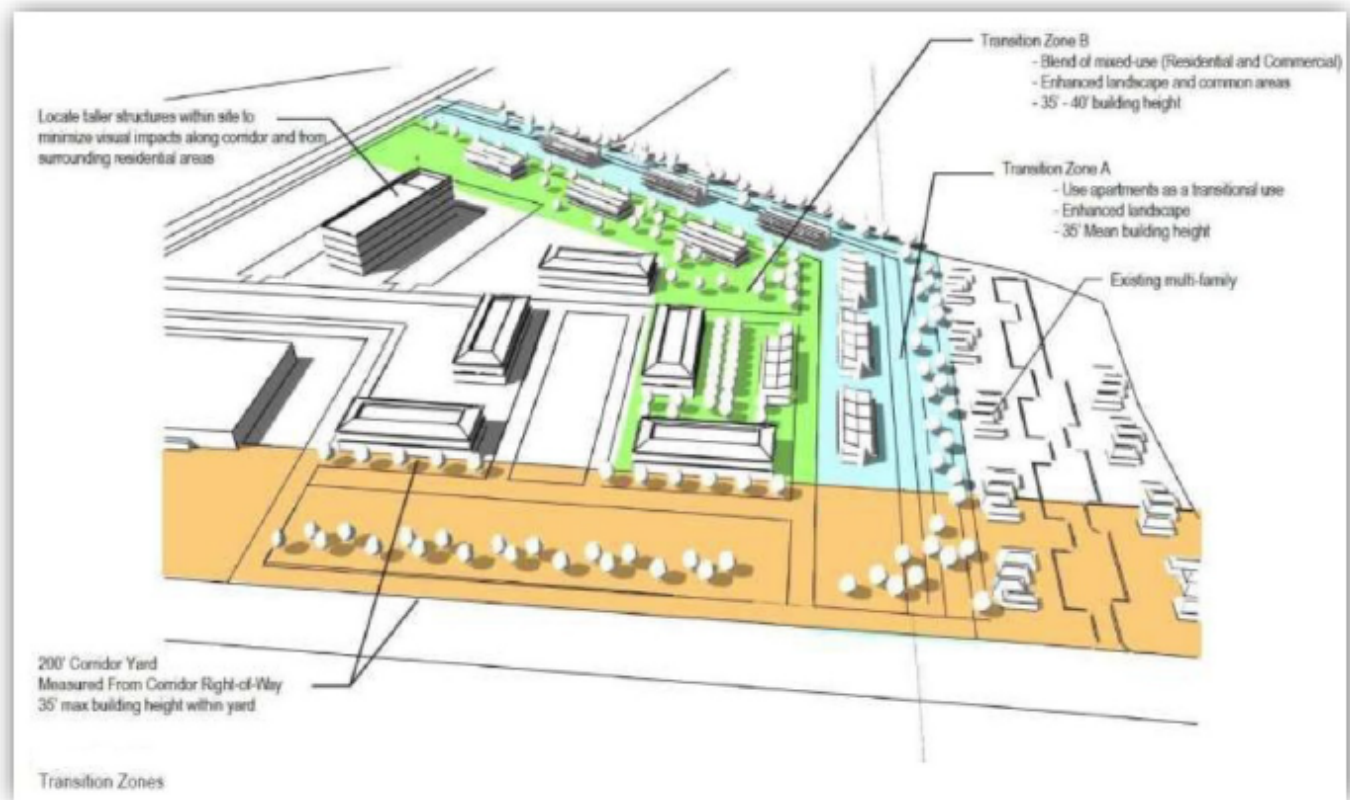 Transition Zone B
- Blend of mixed-use (Residential and Commercial)
- Enhanced landscape and common areas
- 35' - 40' building height
Locate taller structures within site to
minimize visual impacts along corridor and from
surrounding residential areas
Transition Zone A
- Use apartments as a transitional use
- Enhanced landscape
- 35' Mean building height
Existing multi-family
200' Corridor Yard
Measured From Corridor Right-of-Way
35' max building height within yard
Transition Zones